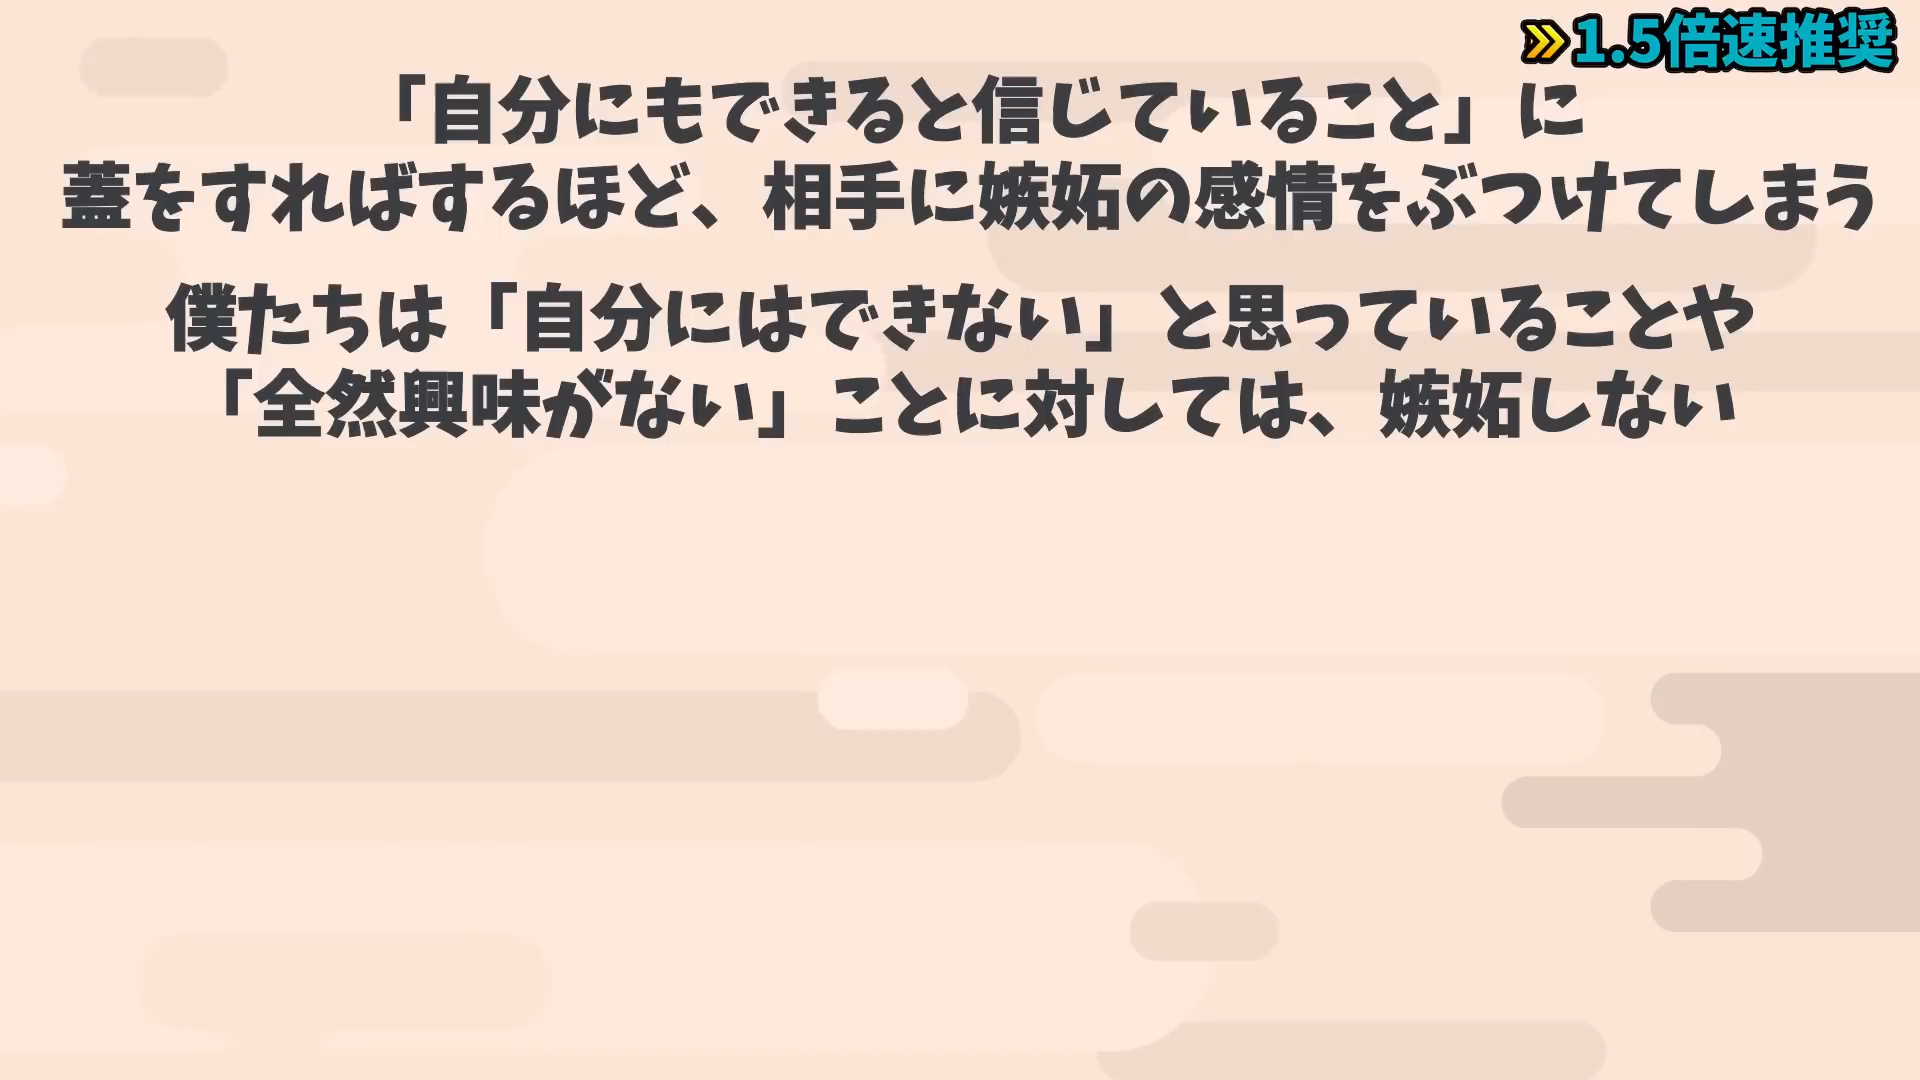 1.5倍速推奨
「自分にもできると信じていること」に
蓋をすればするほど、相手に嫉妬の感情をぶつけてしまう
僕たちは「自分にはできない」と思っていることや
「全然興味がない」ことに対しては、嫉妬しない